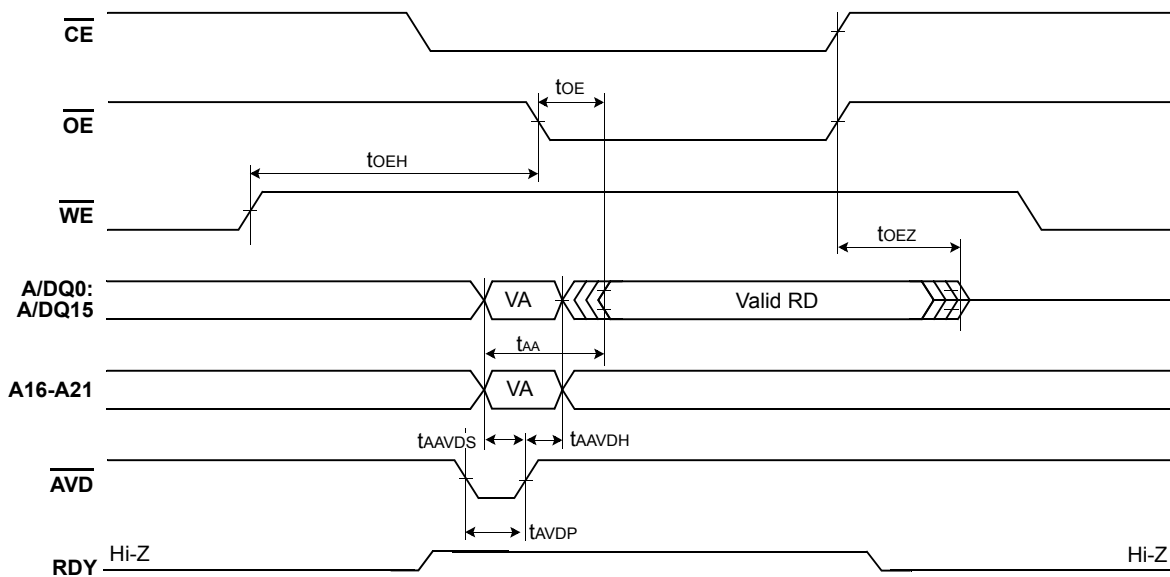 CE
tOE
OE
tOEH
WE
tOEZ
A/DQ0:
A/DQ15
VA
Valid RD
tAA
A16-A21
VA
tAAVDS
tAAVDH
AVD
tAVDP
RDY
Hi-Z
Hi-Z